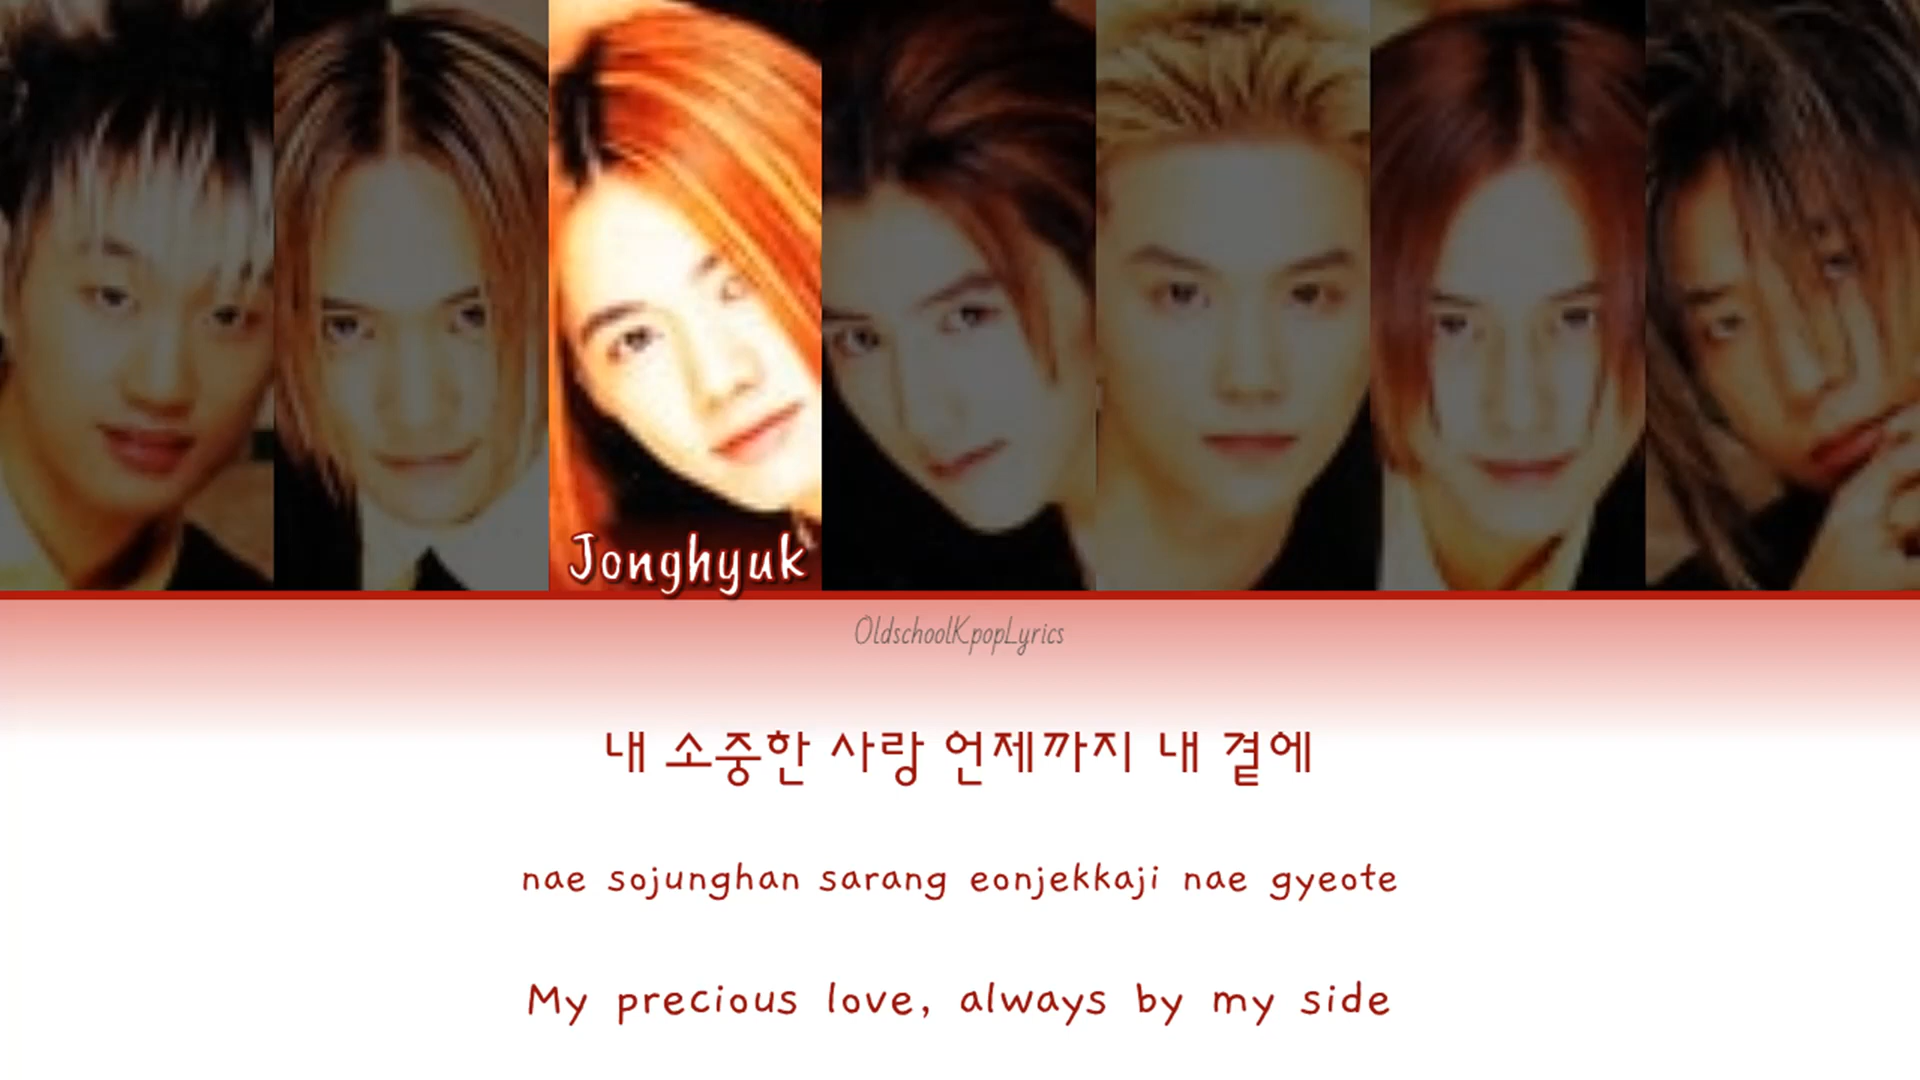 Jonghyuk
OldschoolKpopLyrics
내 소중한 사랑 언제까지 내 곁에
nae sojunghan sarang eonjekkaji nae gyeote
My precious love, always by my side